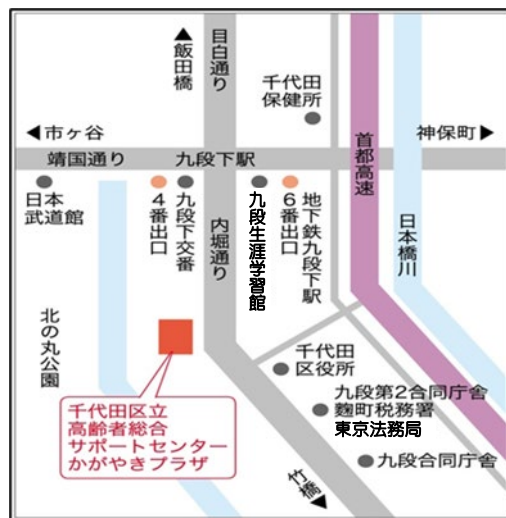 ▲飯田橋
目白通り
千代田
保健所
首都高速
◀市ヶ谷
神保町▶
靖国通り
九段下駅
日本
武道館
4番出口
九段下交番
内堀通り
九段生涯学習館
6番出口
地下鉄九段下駅
日本橋川
北の丸公園
千代田
区役所
千代田区立
高齢者総合
サポートセンター
かがやきプラザ
九段第2合同庁舎
麹町税務署
東京法務局
九段合同庁舎
竹橋▼